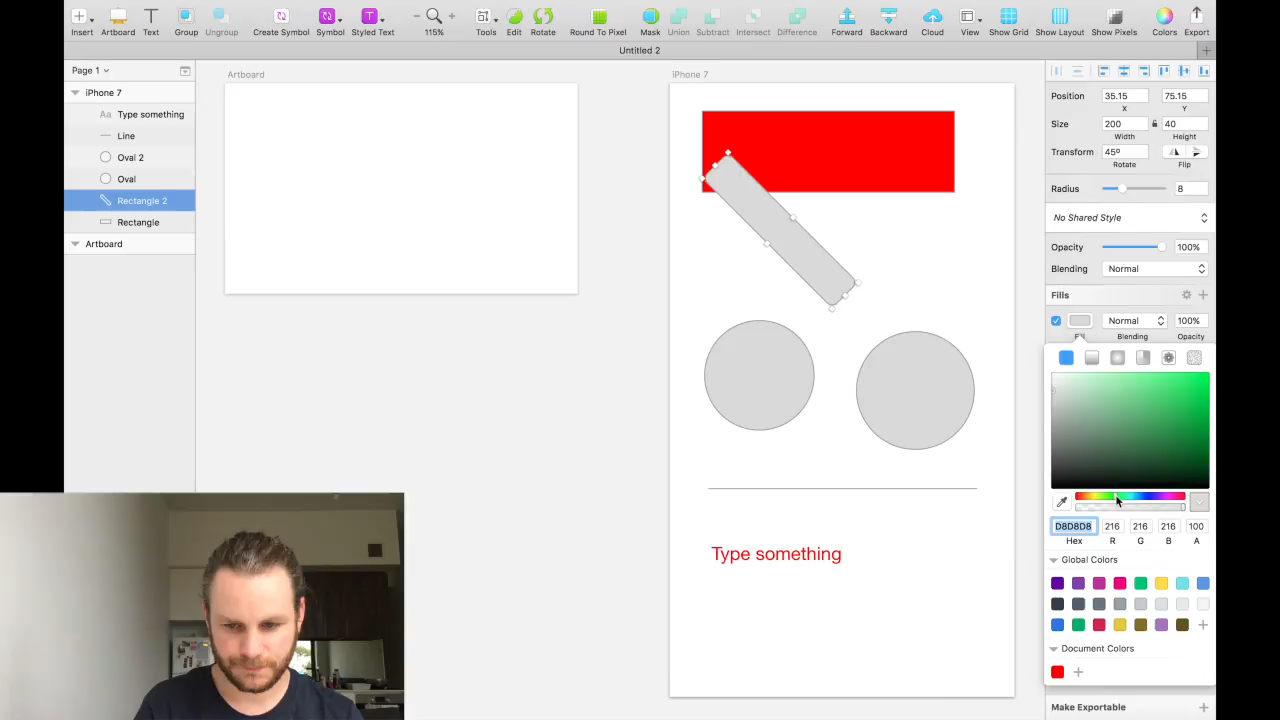 Insert Artboard Text Group Ungroup Create Symbol Symbol Styled Text 115% Tools Edit Rotate Round To Pixel Mask Union Subtract Intersect Difference Forward Backward Cloud View Show Grid Show Layout Show Pixels Colors Export
Untitled 2
Page 1
iPhone 7
Aa Type something
Line
Oval 2
Oval
Rectangle 2
Rectangle
Artboard
Artboard
iPhone 7
Type something
Position 35.15 75.15
X Y
Size 200 40
Width Height
Transform 45º
Rotate Flip
Radius 8
No Shared Style
Opacity 100%
Blending Normal
Fills
Normal 100%
Fill Blending Opacity
D8D8D8 216 216 216 100
Hex R G B A
Global Colors
Document Colors
Make Exportable